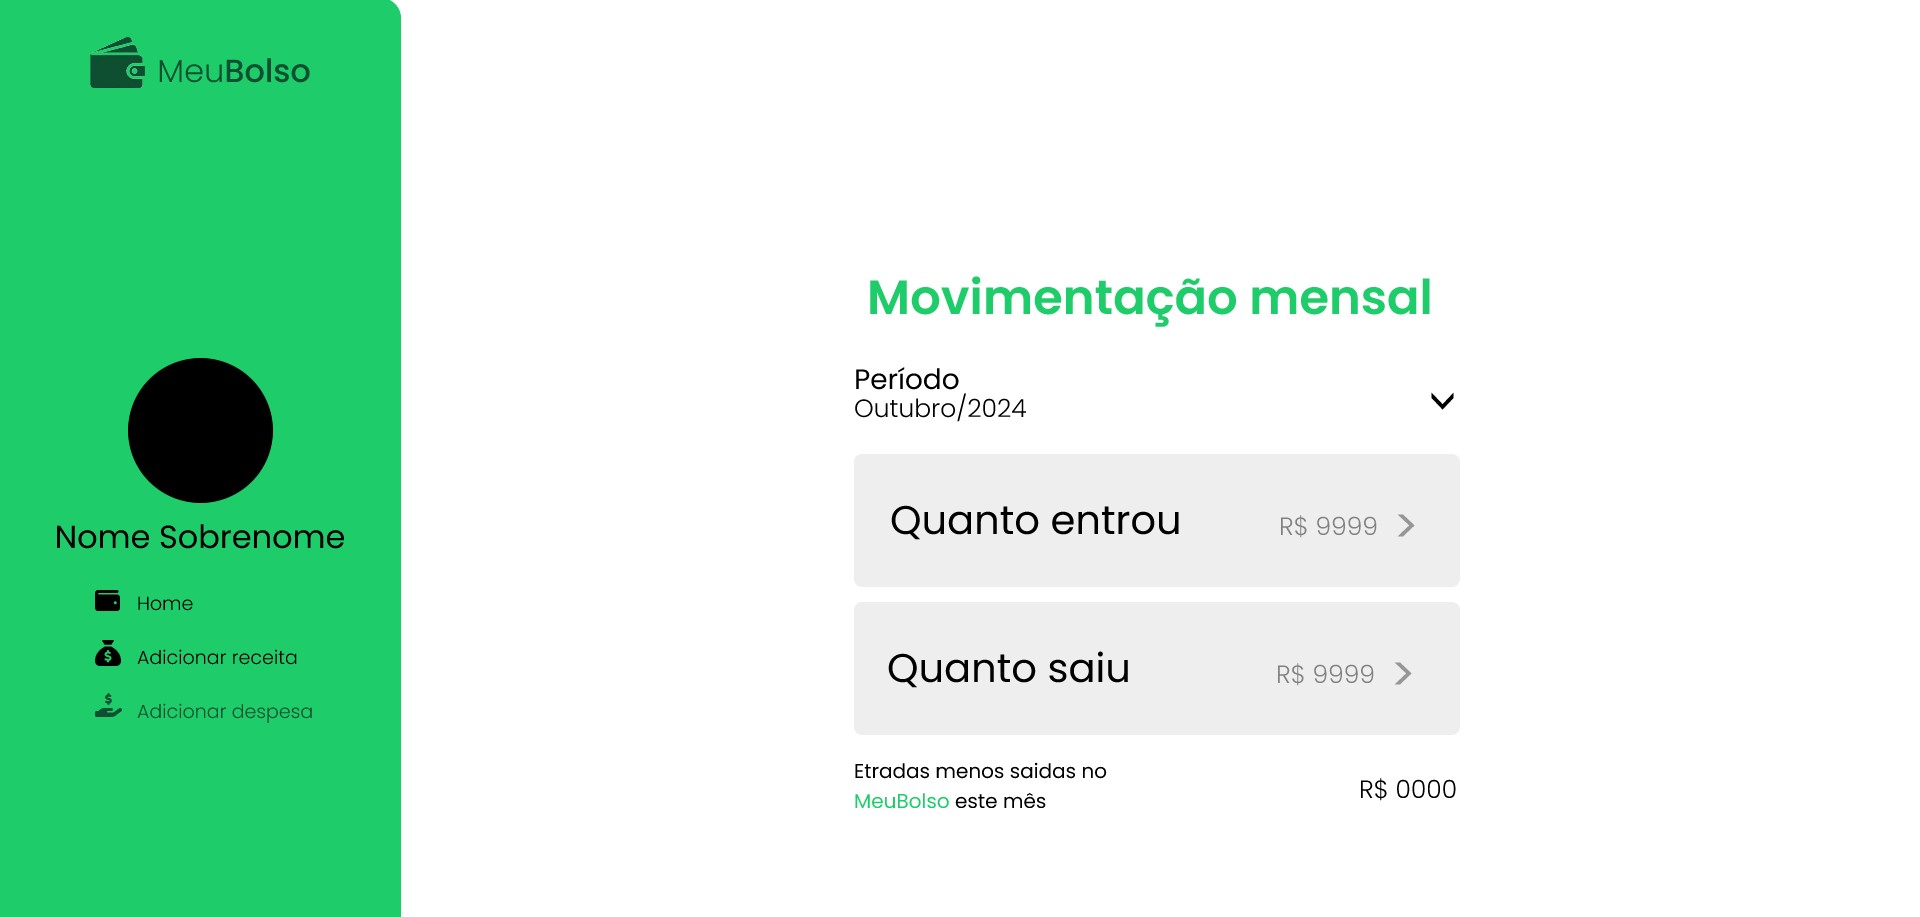 MeuBolso
Nome Sobrenome
Home
Adicionar receita
Adicionar despesa
Movimentação mensal
Período
Outubro/2024
Quanto entrou R$ 9999
Quanto saiu R$ 9999
Etradas menos saidas no
MeuBolso este mês
R$ 0000